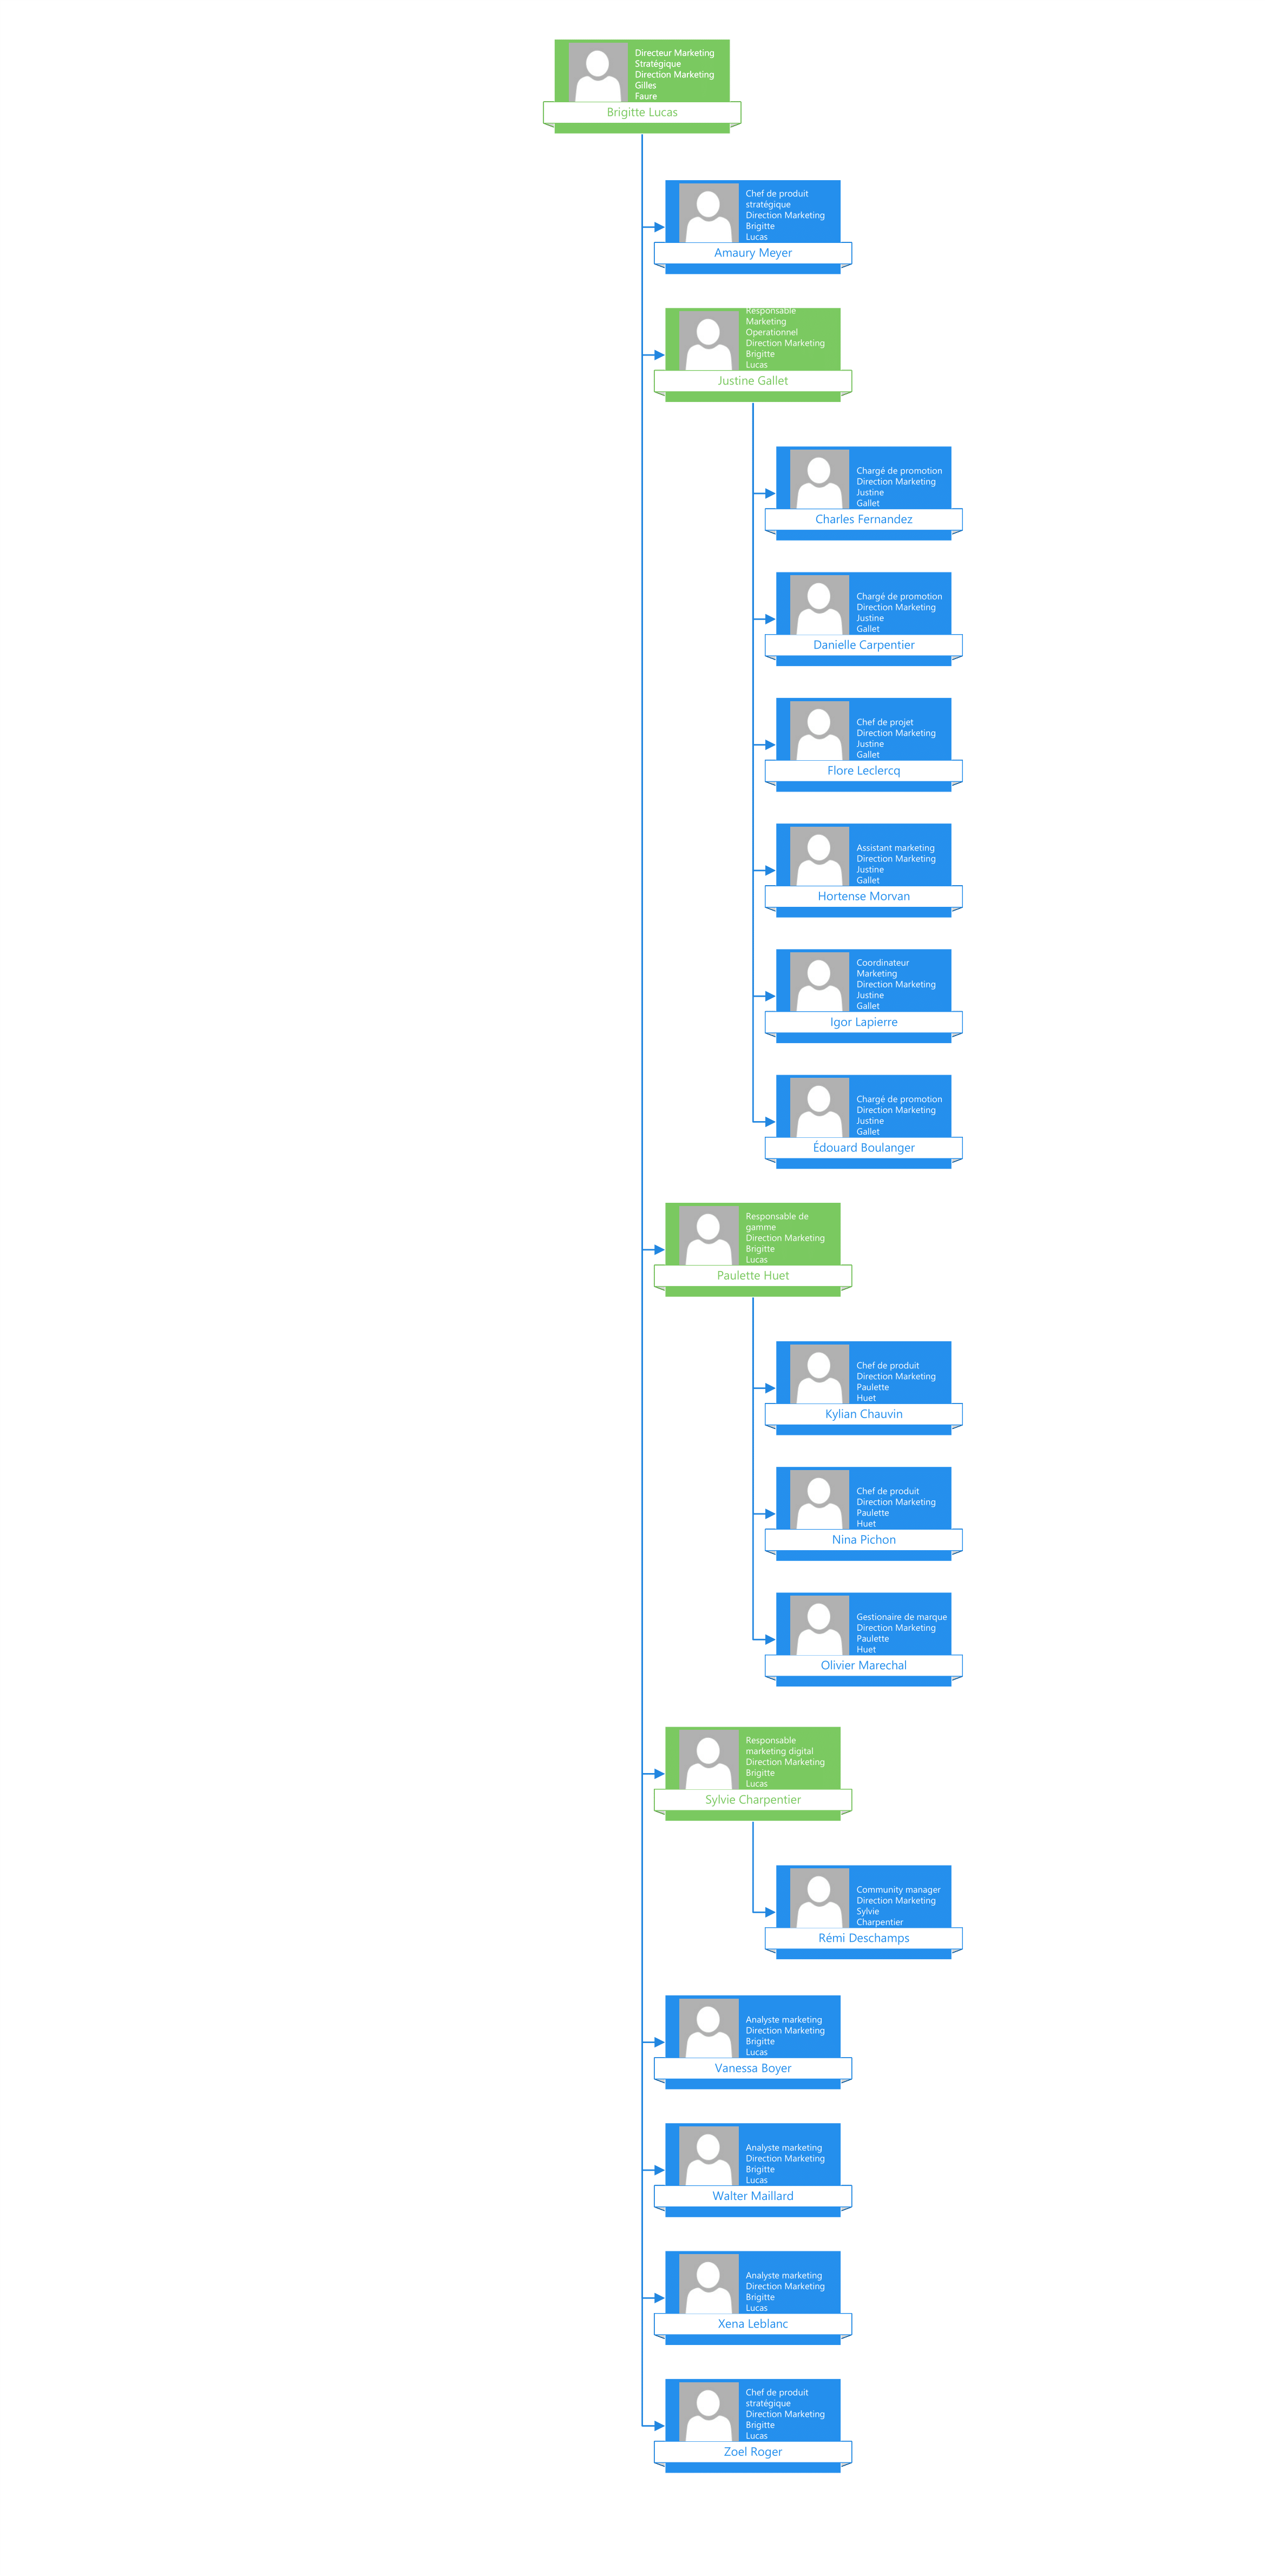 Directeur Marketing
Stratégique
Direction Marketing
Gilles
Faure
Brigitte Lucas
Chef de produit
stratégique
Direction Marketing
Brigitte
Lucas
Amaury Meyer
Responsable
Marketing
Operationnel
Direction Marketing
Brigitte
Lucas
Justine Gallet
Chargé de promotion
Direction Marketing
Justine
Gallet
Charles Fernandez
Chargé de promotion
Direction Marketing
Justine
Gallet
Danielle Carpentier
Chef de projet
Direction Marketing
Justine
Gallet
Flore Leclercq
Assistant marketing
Direction Marketing
Justine
Gallet
Hortense Morvan
Coordinateur
Marketing
Direction Marketing
Justine
Gallet
Igor Lapierre
Chargé de promotion
Direction Marketing
Justine
Gallet
Édouard Boulanger
Responsable de
gamme
Direction Marketing
Brigitte
Lucas
Paulette Huet
Chef de produit
Direction Marketing
Paulette
Huet
Kylian Chauvin
Chef de produit
Direction Marketing
Paulette
Huet
Nina Pichon
Gestionaire de marque
Direction Marketing
Paulette
Huet
Olivier Marechal
Responsable
marketing digital
Direction Marketing
Brigitte
Lucas
Sylvie Charpentier
Community manager
Direction Marketing
Sylvie
Charpentier
Rémi Deschamps
Analyste marketing
Direction Marketing
Brigitte
Lucas
Vanessa Boyer
Analyste marketing
Direction Marketing
Brigitte
Lucas
Walter Maillard
Analyste marketing
Direction Marketing
Brigitte
Lucas
Xena Leblanc
Chef de produit
stratégique
Direction Marketing
Brigitte
Lucas
Zoel Roger